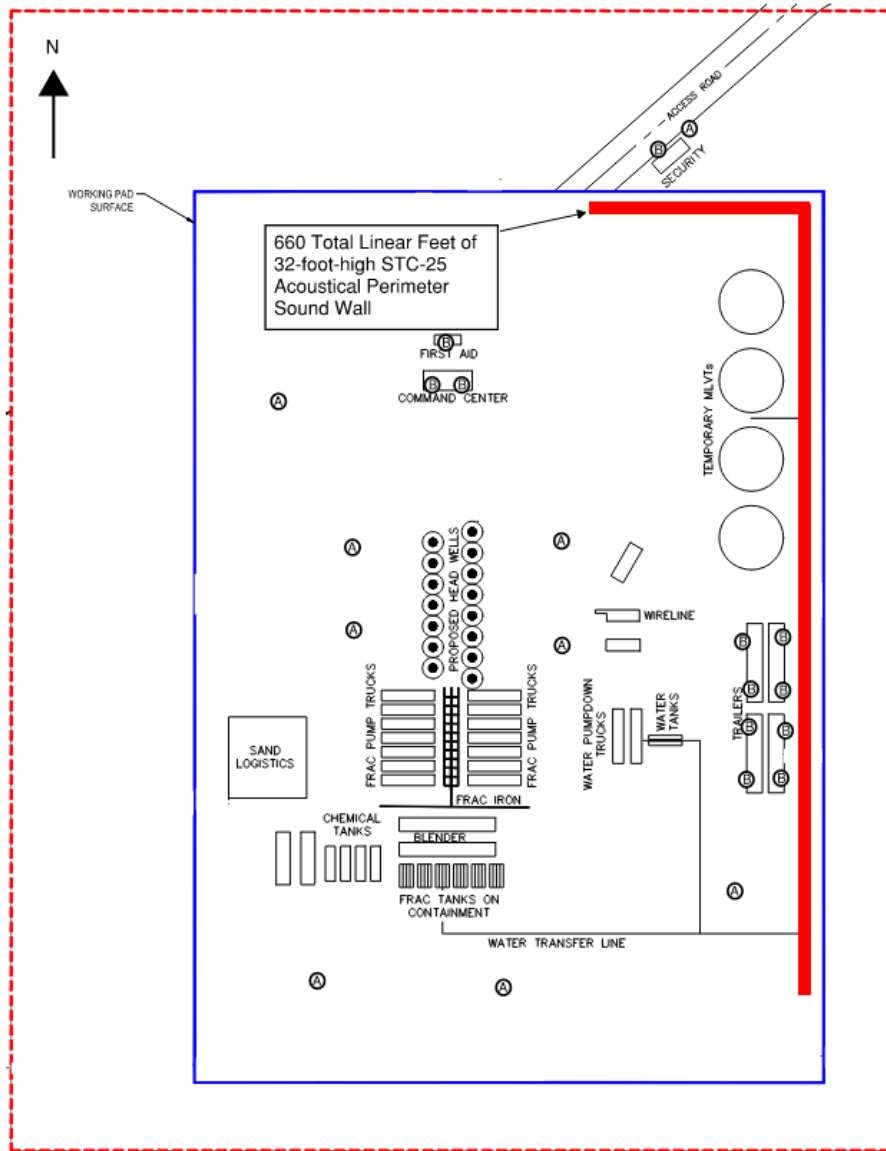 N
ACCESS ROAD
A
B
SECURITY
WORKING PAD
SURFACE
660 Total Linear Feet of
32-foot-high STC-25
Acoustical Perimeter
Sound Wall
B
FIRST AID
B B
COMMAND CENTER
A
TEMPORARY MLVTs
A
A
PROPOSED HEAD WELLS
A
A
WIRELINE
B B
B B
TRAILERS
B B
B B
FRAC PUMP TRUCKS
FRAC PUMP TRUCKS
WATER PUMPDOWN
TRUCKS
WATER
TANKS
SAND
LOGISTICS
FRAC IRON
CHEMICAL
TANKS
BLENDER
FRAC TANKS ON
CONTAINMENT
A
WATER TRANSFER LINE
A
A